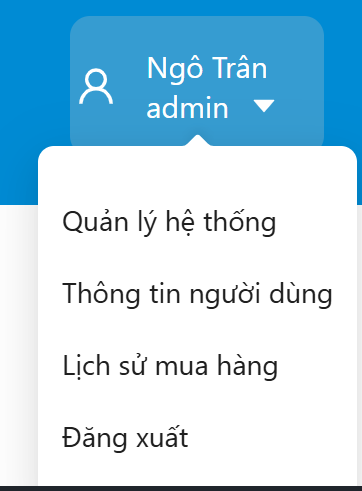 Ngô Trân
admin
Quản lý hệ thống
Thông tin người dùng
Lịch sử mua hàng
Đăng xuất